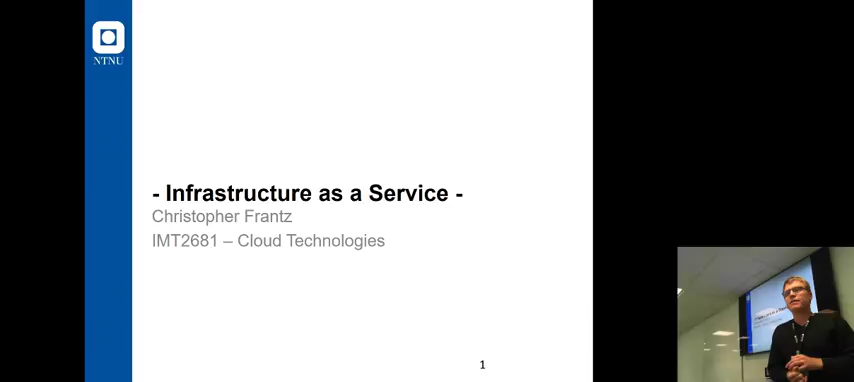 NTNU
- Infrastructure as a Service -
Christopher Frantz
IMT2681 – Cloud Technologies
1